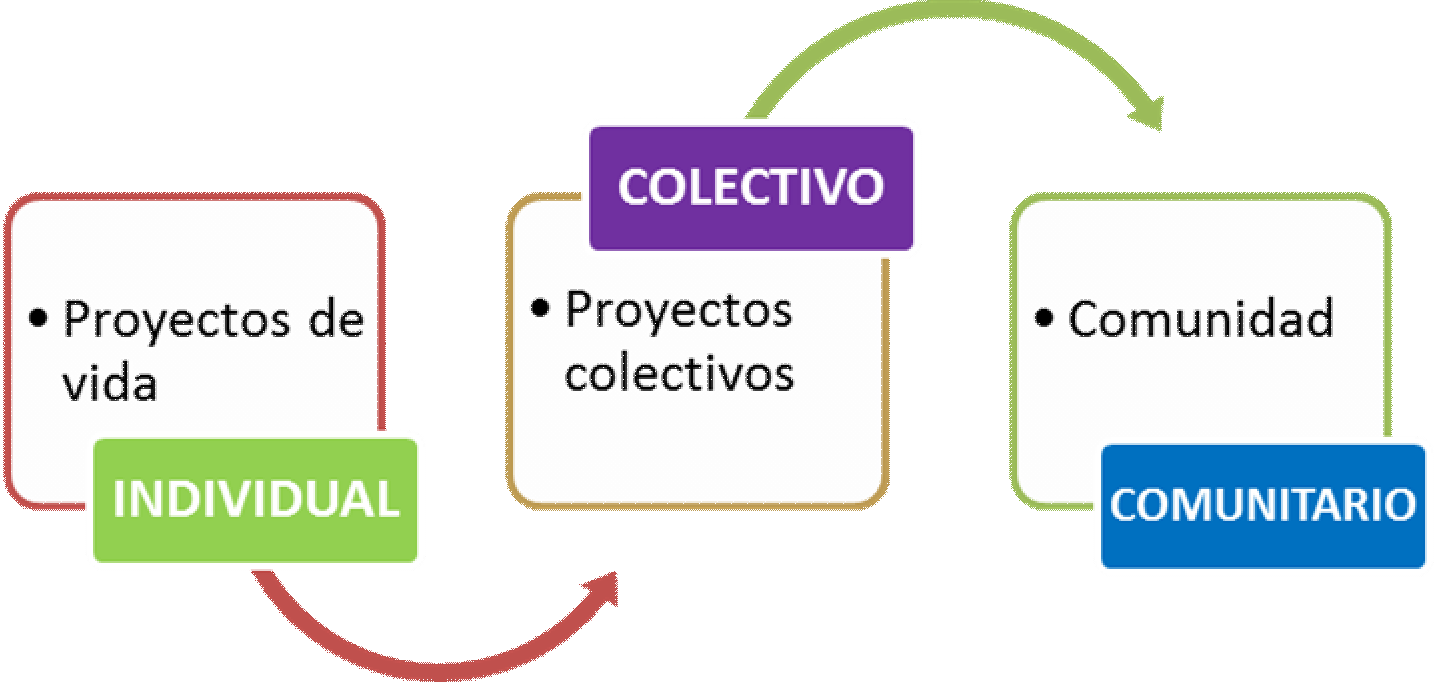 • Proyectos de
vida
INDIVIDUAL
COLECTIVO
• Proyectos
colectivos
• Comunidad
COMUNITARIO